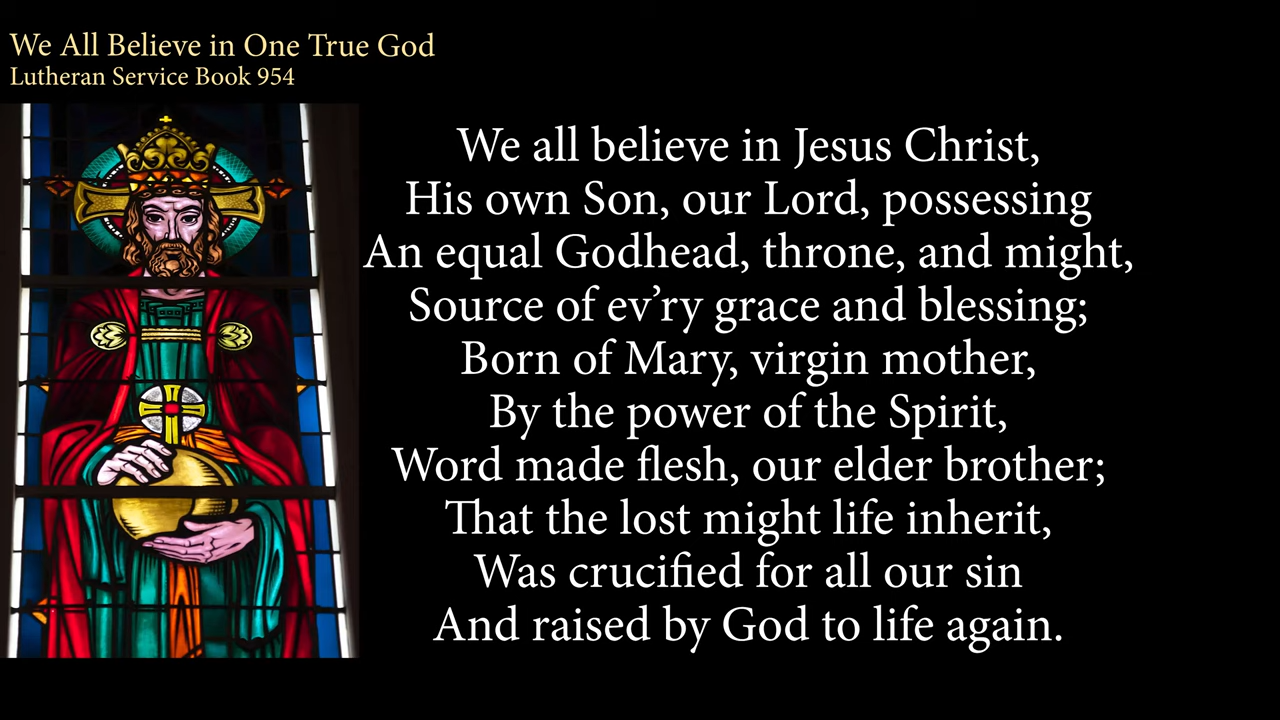 We All Believe in One True God
Lutheran Service Book 954
We all believe in Jesus Christ,
His own Son, our Lord, possessing
An equal Godhead, throne, and might,
Source of ev’ry grace and blessing;
Born of Mary, virgin mother,
By the power of the Spirit,
Word made flesh, our elder brother;
That the lost might life inherit,
Was crucified for all our sin
And raised by God to life again.